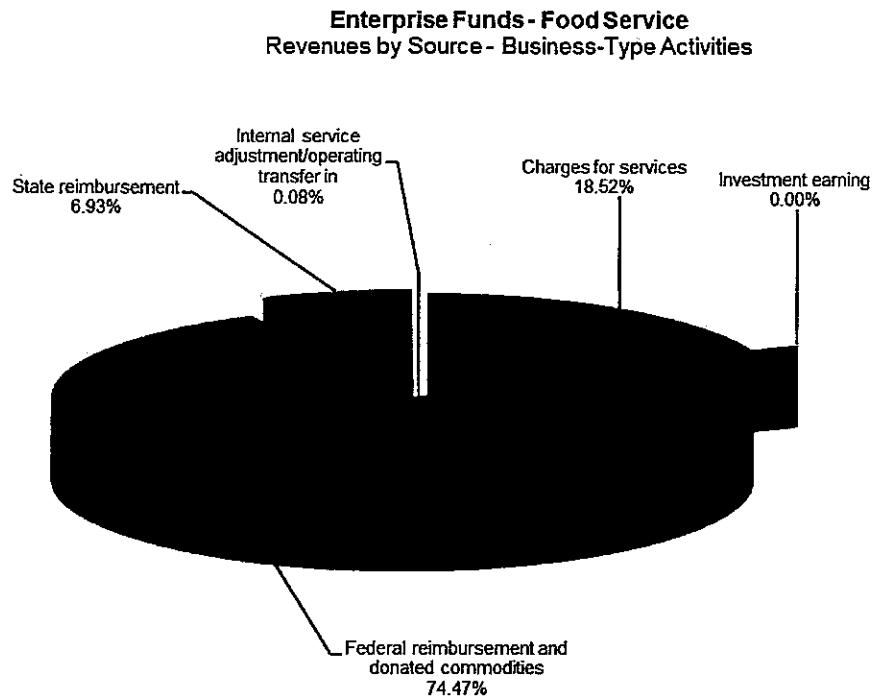 Enterprise Funds - Food Service
Revenues by Source - Business-Type Activities
Internal service
adjustment/operating
transfer in
0.08%
State reimbursement
6.93%
Charges for services
18.52%
Investment earning
0.00%
Federal reimbursement and
donated commodities
74.47%